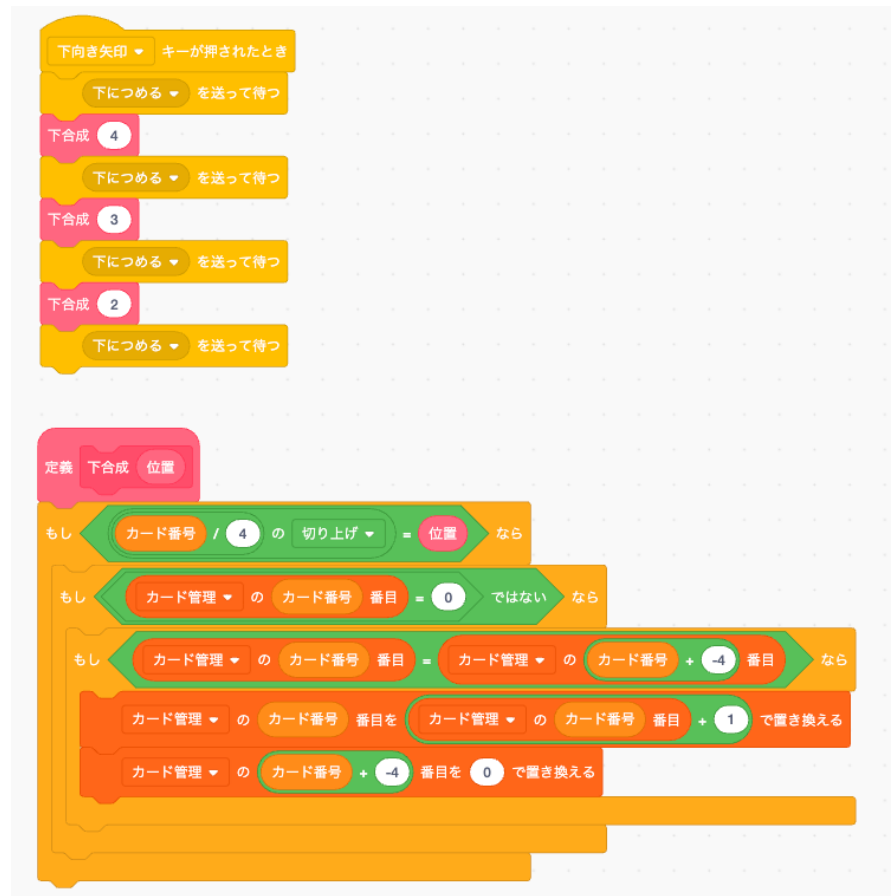 下向き矢印 キーが押されたとき
下につめる を送って待つ
下合成 4
下につめる を送って待つ
下合成 3
下につめる を送って待つ
下合成 2
下につめる を送って待つ
定義 下合成 位置
もし カード番号 / 4 の 切り上げ = 位置 なら
もし カード管理 の カード番号 番目 = 0 ではない なら
もし カード管理 の カード番号 番目 = カード管理 の カード番号 + -4 番目 なら
カード管理 の カード番号 番目を カード管理 の カード番号 番目 + 1 で置き換える
カード管理 の カード番号 + -4 番目を 0 で置き換える